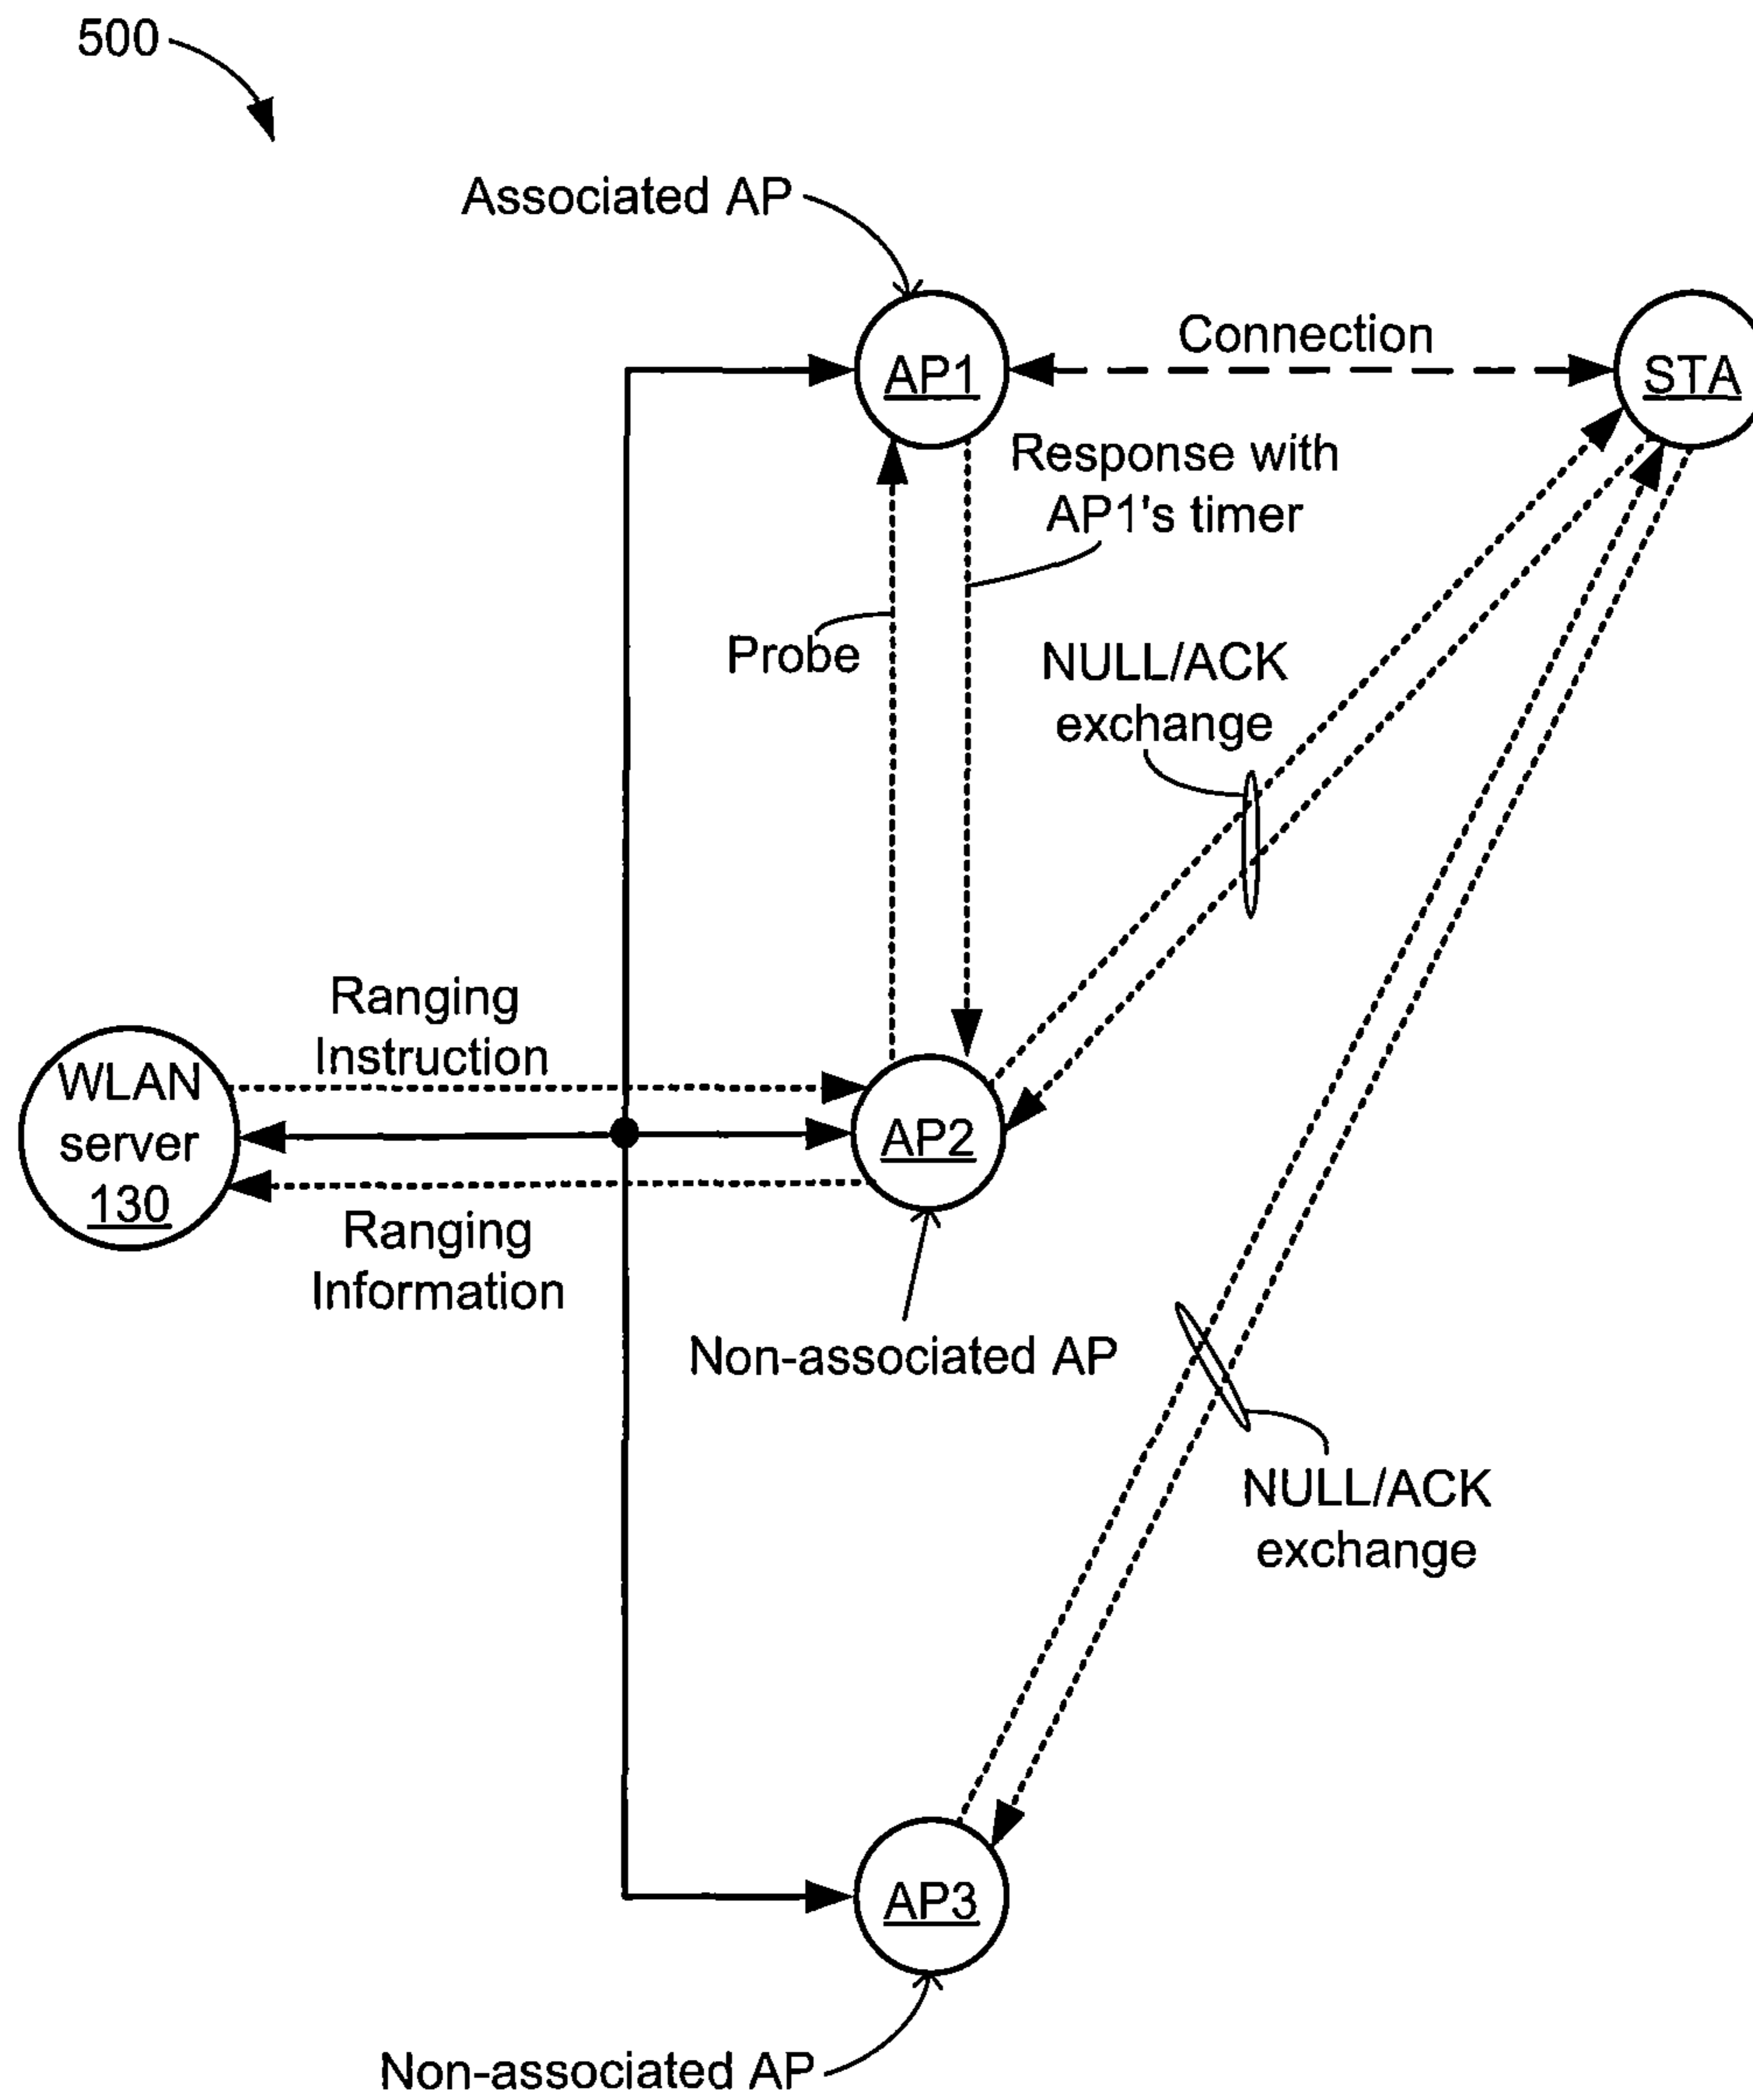 500
Associated AP
AP1
Connection
STA
Response with
AP1's timer
Probe
NULL/ACK
exchange
Ranging
Instruction
WLAN
server
130
AP2
Ranging
Information
Non-associated AP
NULL/ACK
exchange
AP3
Non-associated AP